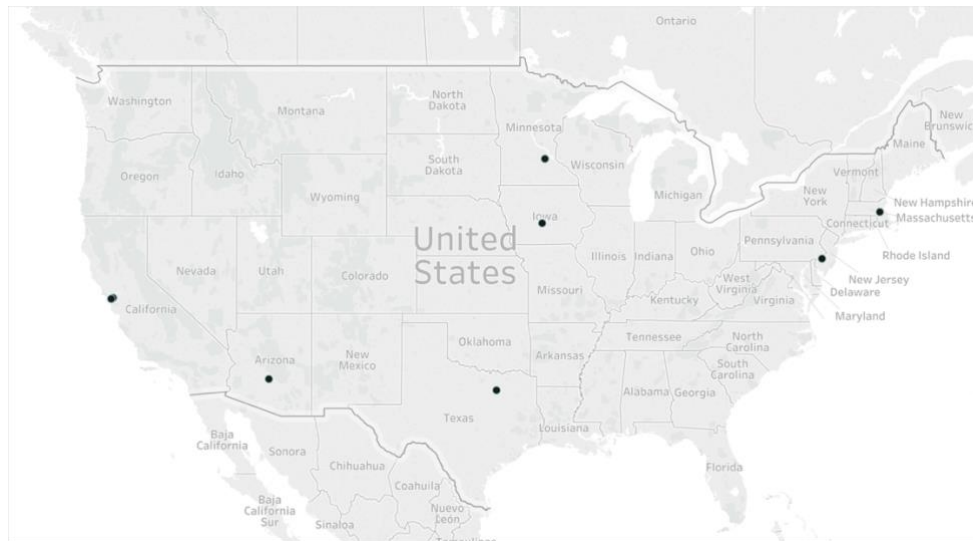 Ontario
Washington
Montana
North
Dakota
Minnesota
Wisconsin
Michigan
Maine
New
Brunswick
Vermont
New Hampshire
Massachusetts
New
York
Connecticut
Rhode Island
Oregon
Idaho
Wyoming
South
Dakota
Iowa
Illinois
Indiana
Ohio
Pennsylvania
New Jersey
Delaware
Maryland
West
Virginia
Virginia
Nevada
Utah
Colorado
United
States
Missouri
Kentucky
California
Arizona
New
Mexico
Oklahoma
Arkansas
Tennessee
North
Carolina
South
Carolina
Texas
Louisiana
Alabama
Georgia
Florida
Baja
California
Sonora
Chihuahua
Coahuila
Baja
California
Sur
Sinaloa
Nuevo
León